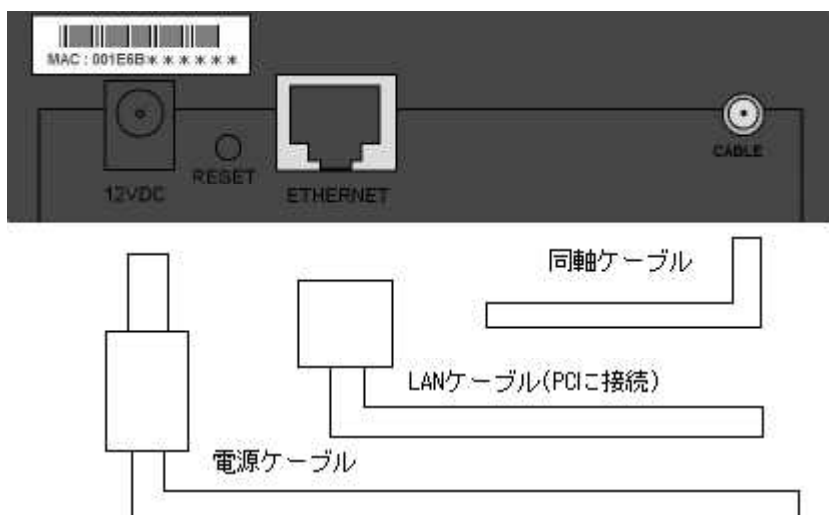 MAC : 001E6B******
12VDC
RESET
ETHERNET
CABLE
同軸ケーブル
LANケーブル(PCに接続)
電源ケーブル